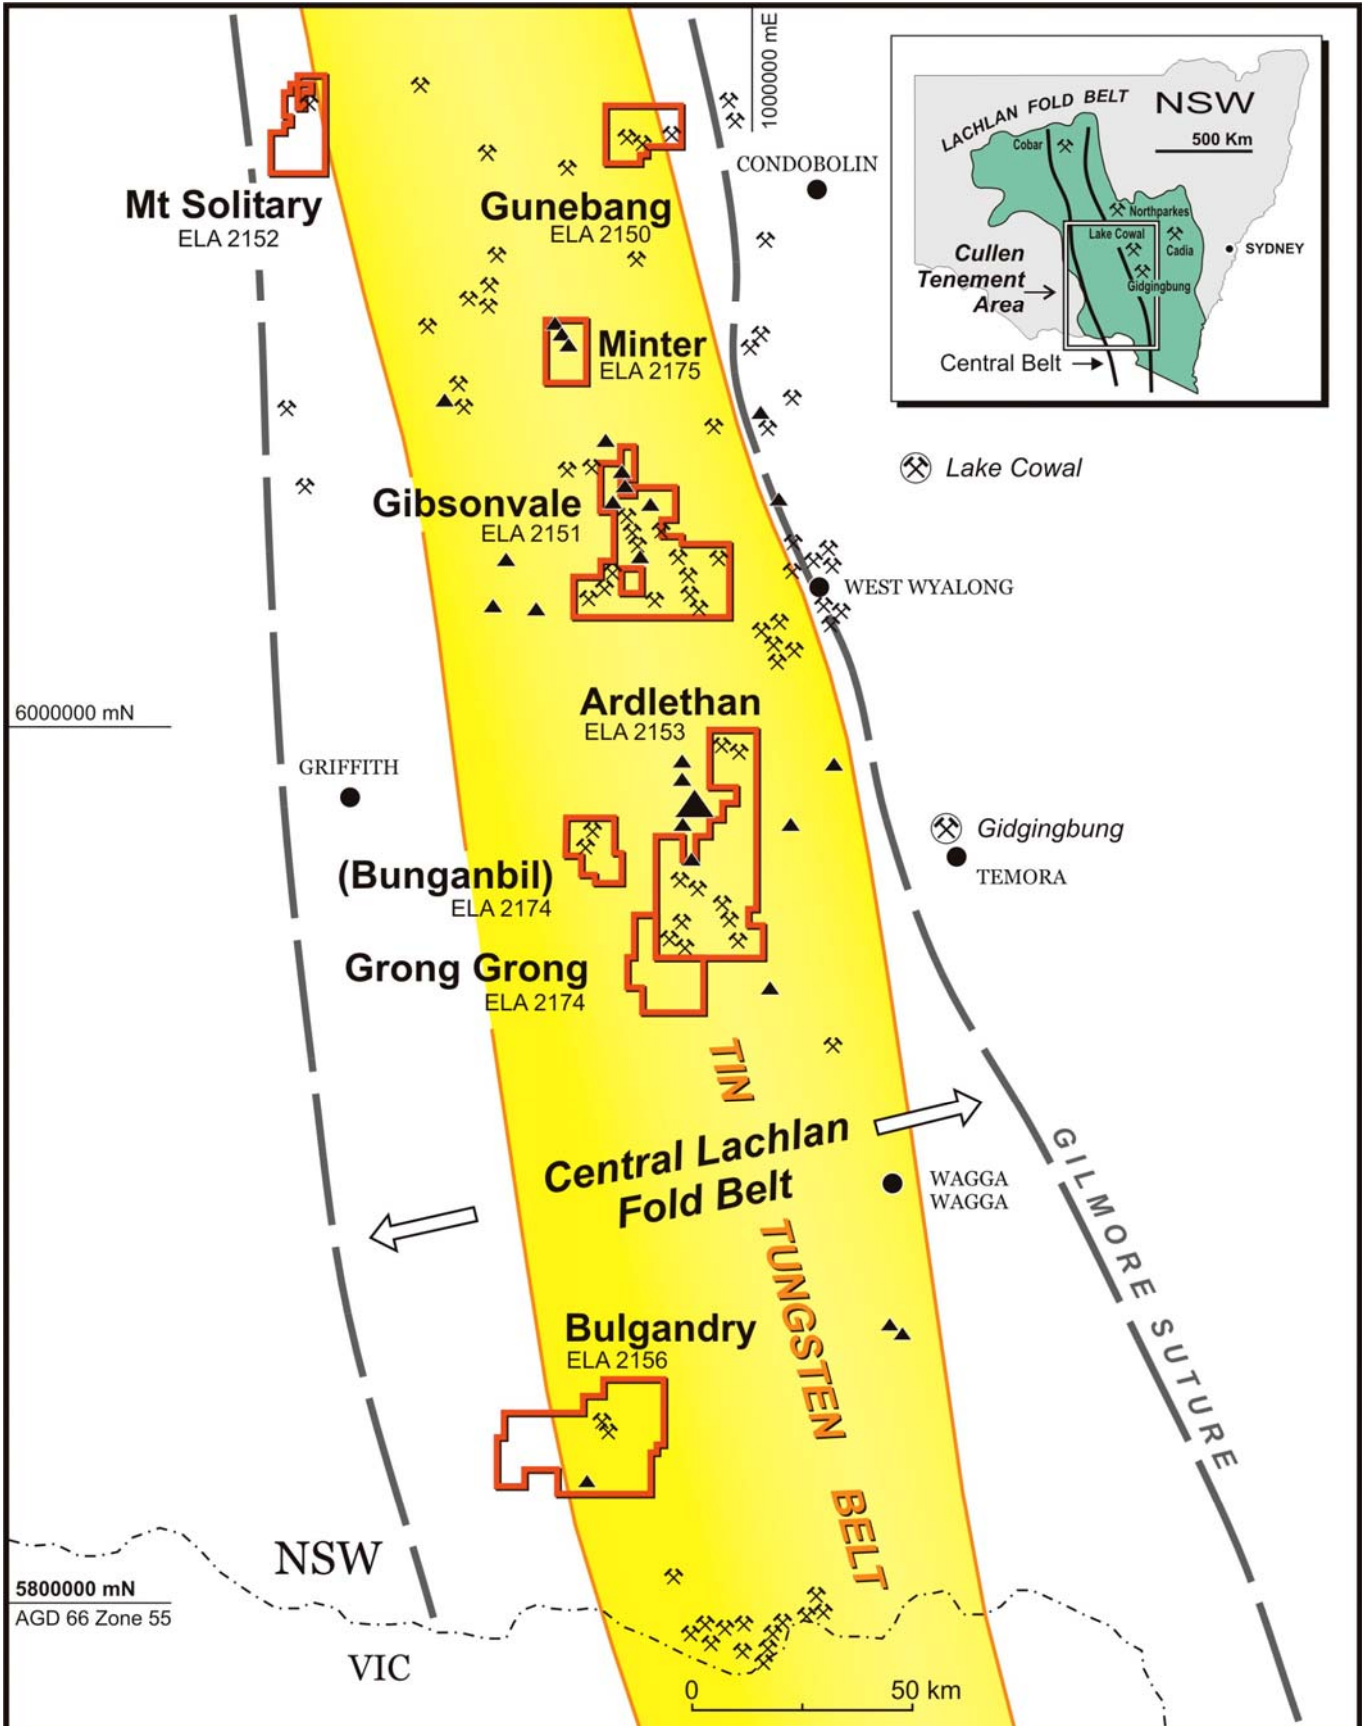 1000000 mE
LACHLAN FOLD BELT
NSW
500 Km
Cobar
Northparkes
Lake Cowal
Cadia
SYDNEY
Gidgingbung
Cullen
Tenement
Area
Central Belt
CONDOBOLIN
Mt Solitary
ELA 2152
Gunebang
ELA 2150
Minter
ELA 2175
Lake Cowal
Gibsonvale
ELA 2151
WEST WYALONG
Ardlethan
ELA 2153
6000000 mN
GRIFFITH
Gidgingbung
TEMORA
(Bunganbil)
ELA 2174
Grong Grong
ELA 2174
TIN
TUNGSTEN
BELT
Central Lachlan
Fold Belt
WAGGA
WAGGA
GILMORE SUTURE
Bulgandry
ELA 2156
NSW
5800000 mN
AGD 66 Zone 55
VIC
0
50 km